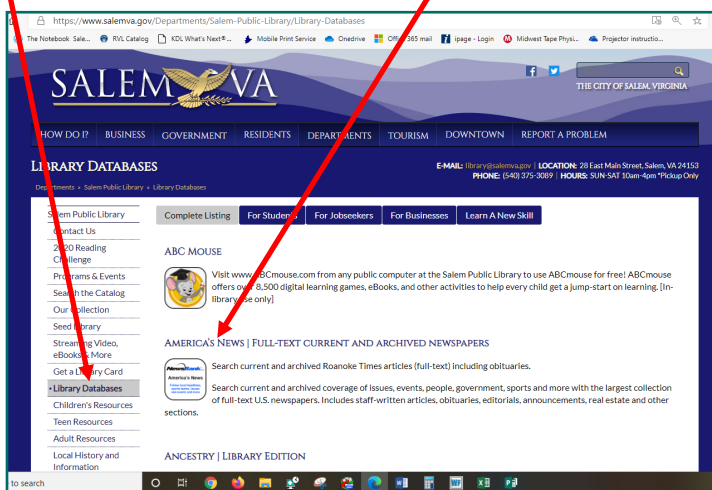 https://www.salemva.gov/Departments/Salem-Public-Library/Library-Databases
The Notebook Sale... RVL Catalog KDL What's Next®... Mobile Print Service Onedrive Office 365 mail ipage - Login Midwest Tape Physi... Projector instructio...
SALEM VA
THE CITY OF SALEM, VIRGINIA
HOW DO I? BUSINESS GOVERNMENT RESIDENTS DEPARTMENTS TOURISM DOWNTOWN REPORT A PROBLEM
LIBRARY DATABASES
E-MAIL: library@salemva.gov | LOCATION: 28 East Main Street, Salem, VA 24153
PHONE: (540) 375-3089 | HOURS: SUN-SAT 10am-4pm *Pickup Only
Departments » Salem Public Library » Library Databases
Salem Public Library
Contact Us
2020 Reading
Challenge
Programs & Events
Search the Catalog
Our Collection
Seed Library
Streaming Video,
eBooks & More
Get a Library Card
• Library Databases
Children's Resources
Teen Resources
Adult Resources
Local History and
Information
Complete Listing For Students For Jobseekers For Businesses Learn A New Skill
ABC MOUSE
Visit www.ABCmouse.com from any public computer at the Salem Public Library to use ABCmouse for free! ABCmouse
offers over 8,500 digital learning games, eBooks, and other activities to help every child get a jump-start on learning. [In-
library use only]
AMERICA'S NEWS | FULL-TEXT CURRENT AND ARCHIVED NEWSPAPERS
NewsBank
America's News
Search current and archived Roanoke Times articles (full-text) including obituaries.
Search current and archived coverage of issues, events, people, government, sports and more with the largest collection
of full-text U.S. newspapers. Includes staff-written articles, obituaries, editorials, announcements, real estate and other
sections.
ANCESTRY | LIBRARY EDITION
to search